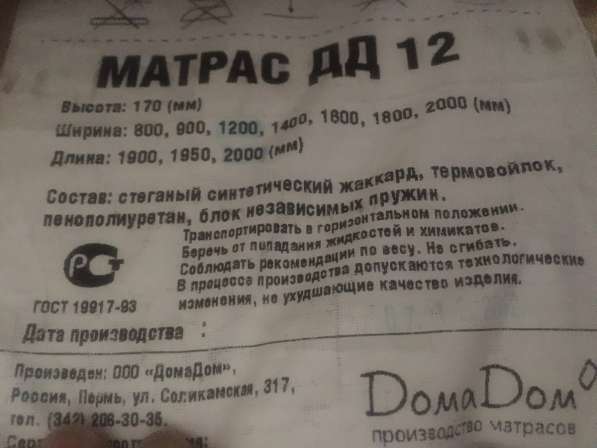 МАТРАС ДД 12
Высота: 170 (мм)
Ширина: 800, 900, 1200, 1400, 1600, 1800, 2000 (мм)
Длина: 1900, 1950, 2000 (мм)
Состав: стеганый синтетический жаккард, термовойлок,
пенополиуретан, блок независимых пружин.
Транспортировать в горизонтальном положении.
Беречь от попадания жидкостей и химикатов.
Соблюдать рекомендации по весу. Не сгибать.
В процессе производства допускаются технологические
изменения, не ухудшающие качество изделия.
РСТ
ГОСТ 19917-93
Дата производства :
Произведен: ООО «ДомаДом»,
Россия, Пермь, ул. Соликамская, 317,
тел. (342) 206-30-36.
ДомаДом
производство матрасов